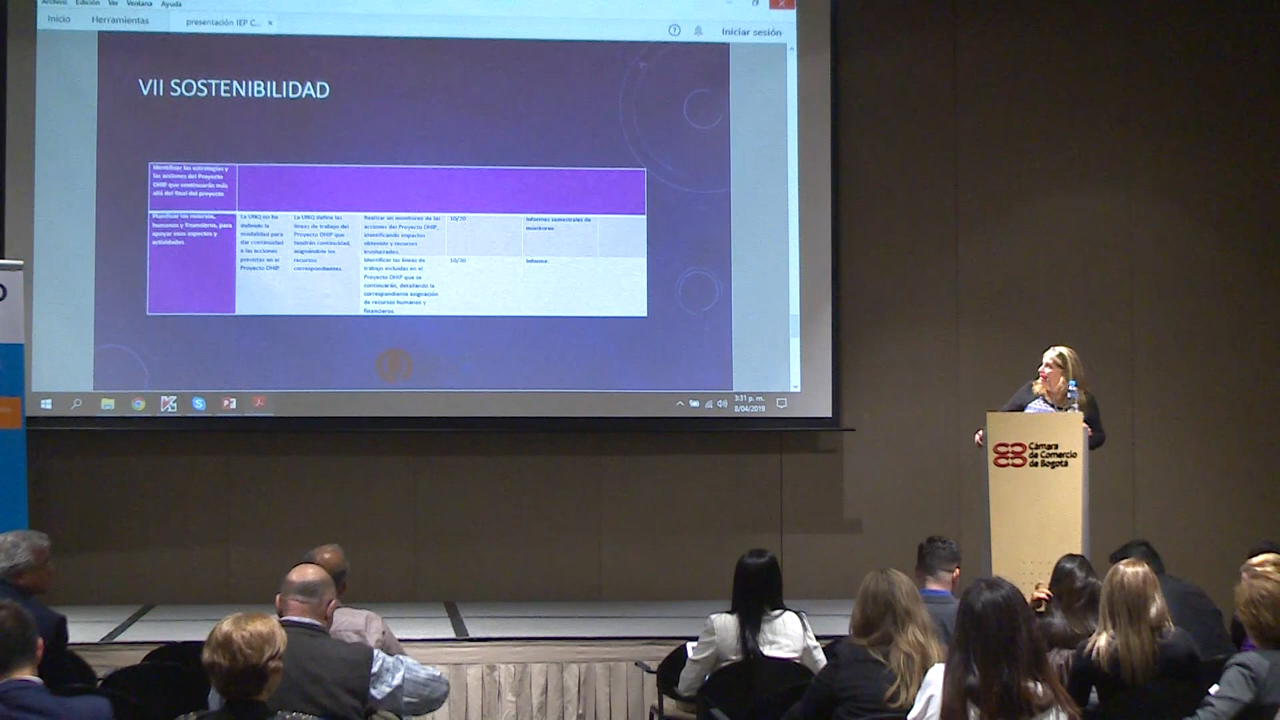 Archivo Edición Ver Ventana Ayuda
Inicio Herramientas presentación IEP C... × Iniciar sesión
VII SOSTENIBILIDAD
Identificar las estrategias y
las acciones del Proyecto
DHIP que continuarán más
allá del final del proyecto
Planificar los recursos,
humanos y financieros, para
apoyar esos aspectos y
actividades
La UNQ no ha
definido la
modalidad para
dar continuidad
a las acciones
previstas en el
Proyecto DHIP.
La UNQ define las
líneas de trabajo del
Proyecto DHIP que
tendrán continuidad,
asignándole los
recursos
correspondientes.
Realizar un monitoreo de las
acciones del Proyecto DHIP,
identificando impactos
obtenido y recursos
involucrados.
10/20
Informes semestrales de
monitoreo
Identificar las líneas de
trabajo incluidas en el
Proyecto DHIP que se
continuarán, detallando la
correspondiente asignación
de recursos humanos y
financieros.
10/20
Informe
3:31 p. m.
8/04/2019
Cámara
de Comercio
de Bogotá